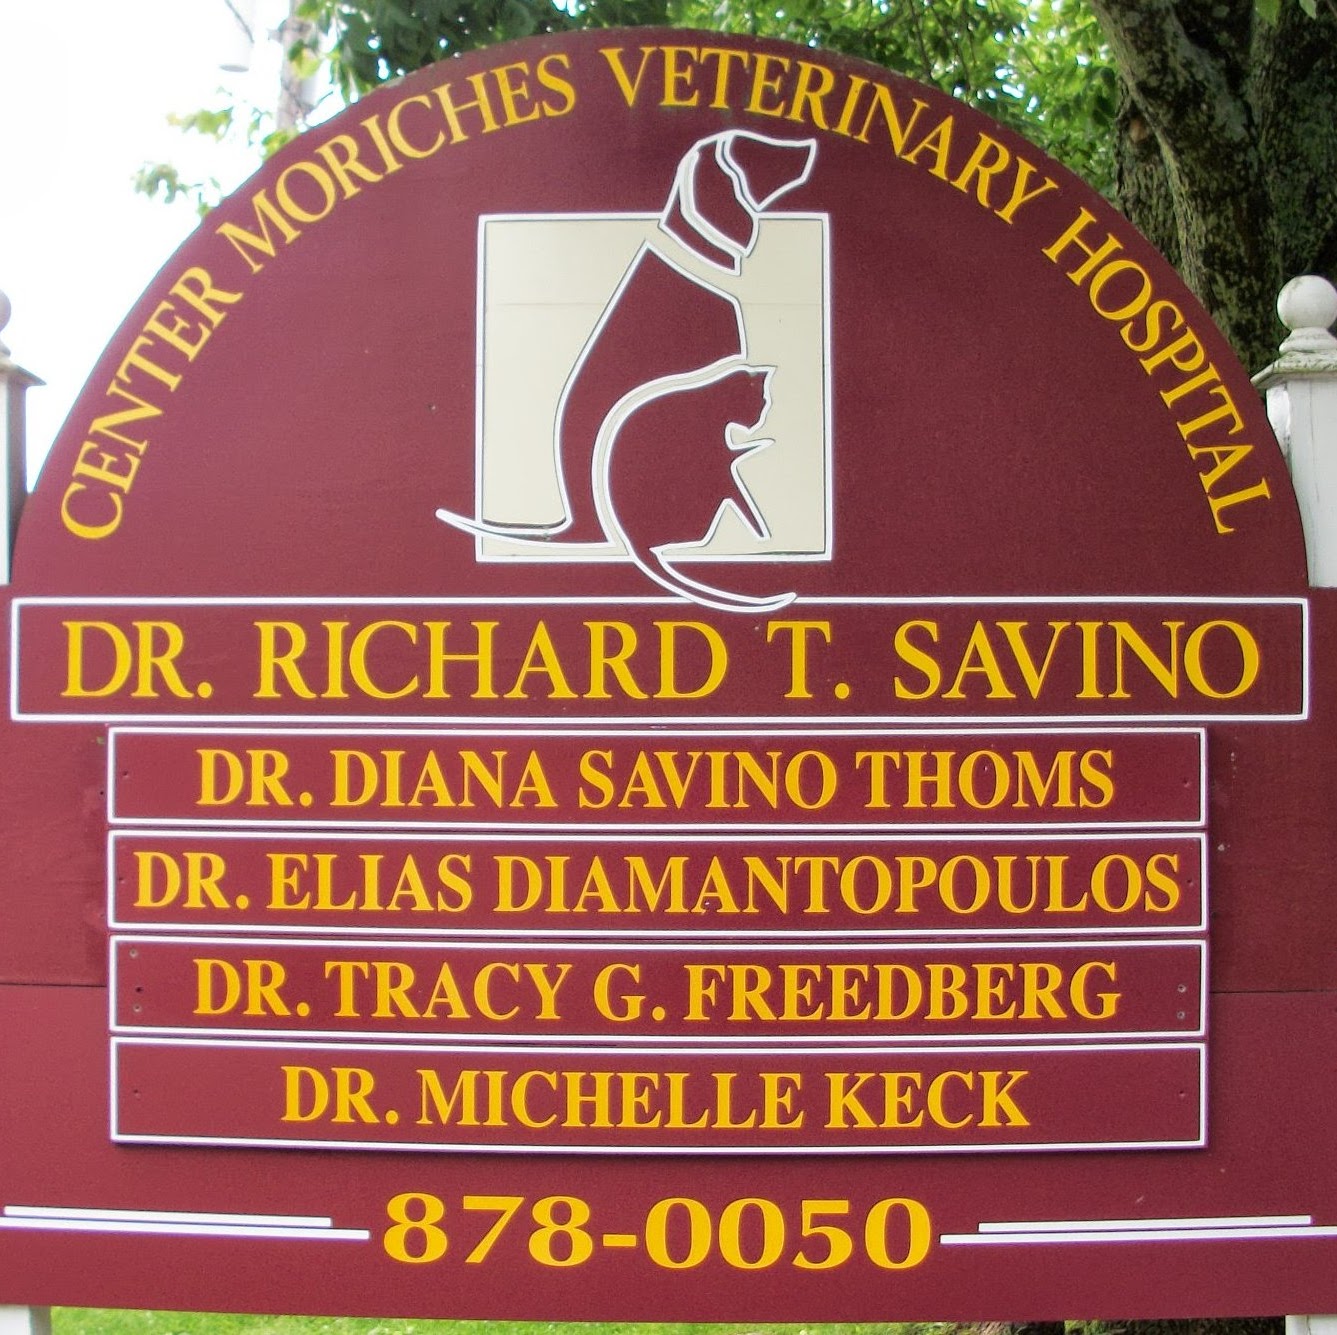 CENTER MORICHES VETERINARY HOSPITAL
DR. RICHARD T. SAVINO
DR. DIANA SAVINO THOMS
DR. ELIAS DIAMANTOPOULOS
DR. TRACY G. FREEDBERG
DR. MICHELLE KECK
878-0050